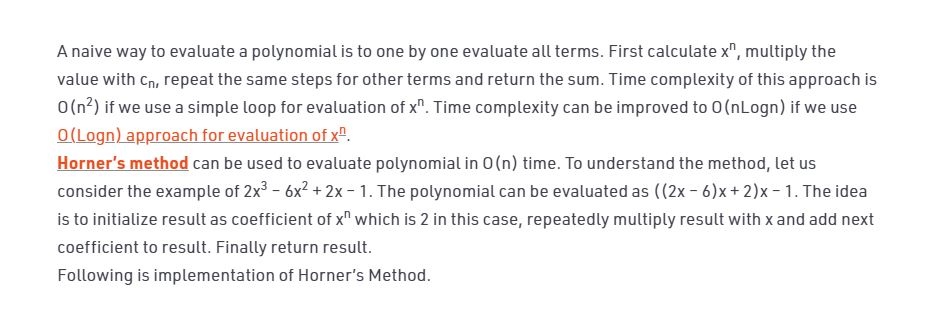 A naive way to evaluate a polynomial is to one by one evaluate all terms. First calculate xⁿ, multiply the
value with cₙ, repeat the same steps for other terms and return the sum. Time complexity of this approach is
O(n²) if we use a simple loop for evaluation of xⁿ. Time complexity can be improved to O(nLogn) if we use
O(Logn) approach for evaluation of xⁿ.
Horner’s method can be used to evaluate polynomial in O(n) time. To understand the method, let us
consider the example of 2x³ – 6x² + 2x – 1. The polynomial can be evaluated as ((2x – 6)x + 2)x – 1. The idea
is to initialize result as coefficient of xⁿ which is 2 in this case, repeatedly multiply result with x and add next
coefficient to result. Finally return result.
Following is implementation of Horner’s Method.